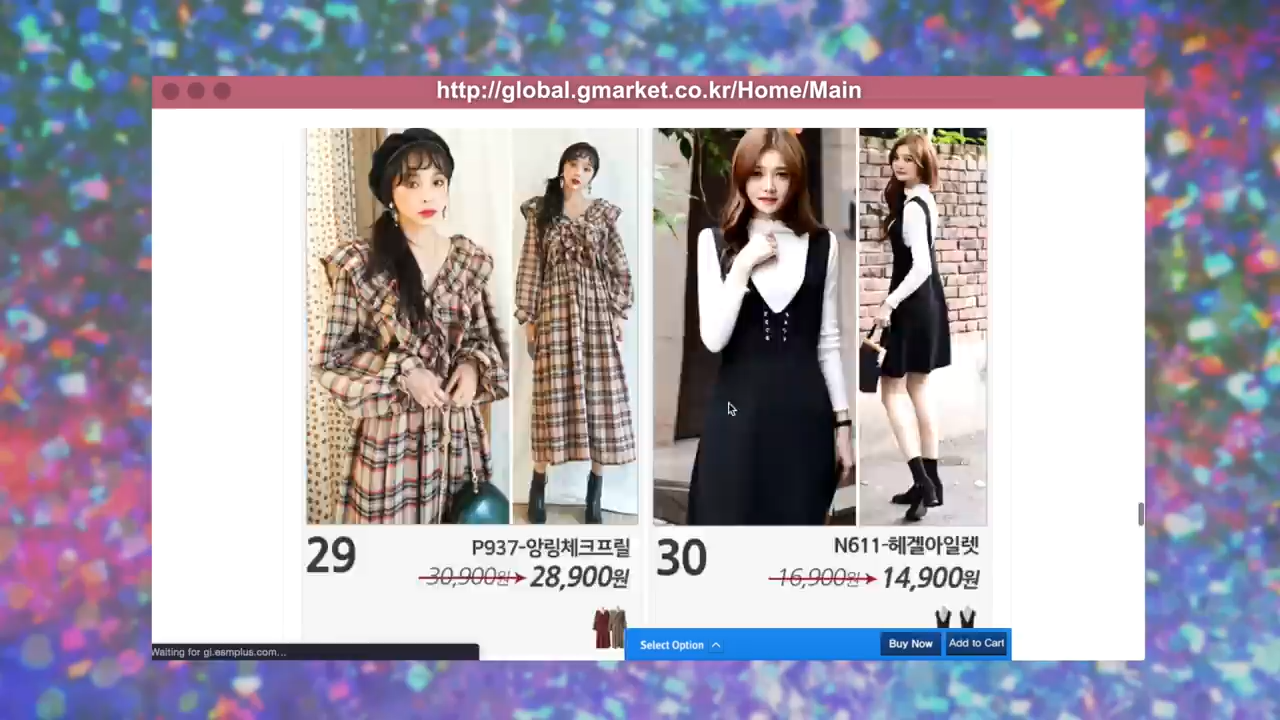 http://global.gmarket.co.kr/Home/Main
29
P937-앙링체크프릴
30,900원 28,900원
30
N611-헤겔아일렛
16,900원 14,900원
Select Option
Buy Now
Add to Cart
Waiting for gi.esmplus.com...